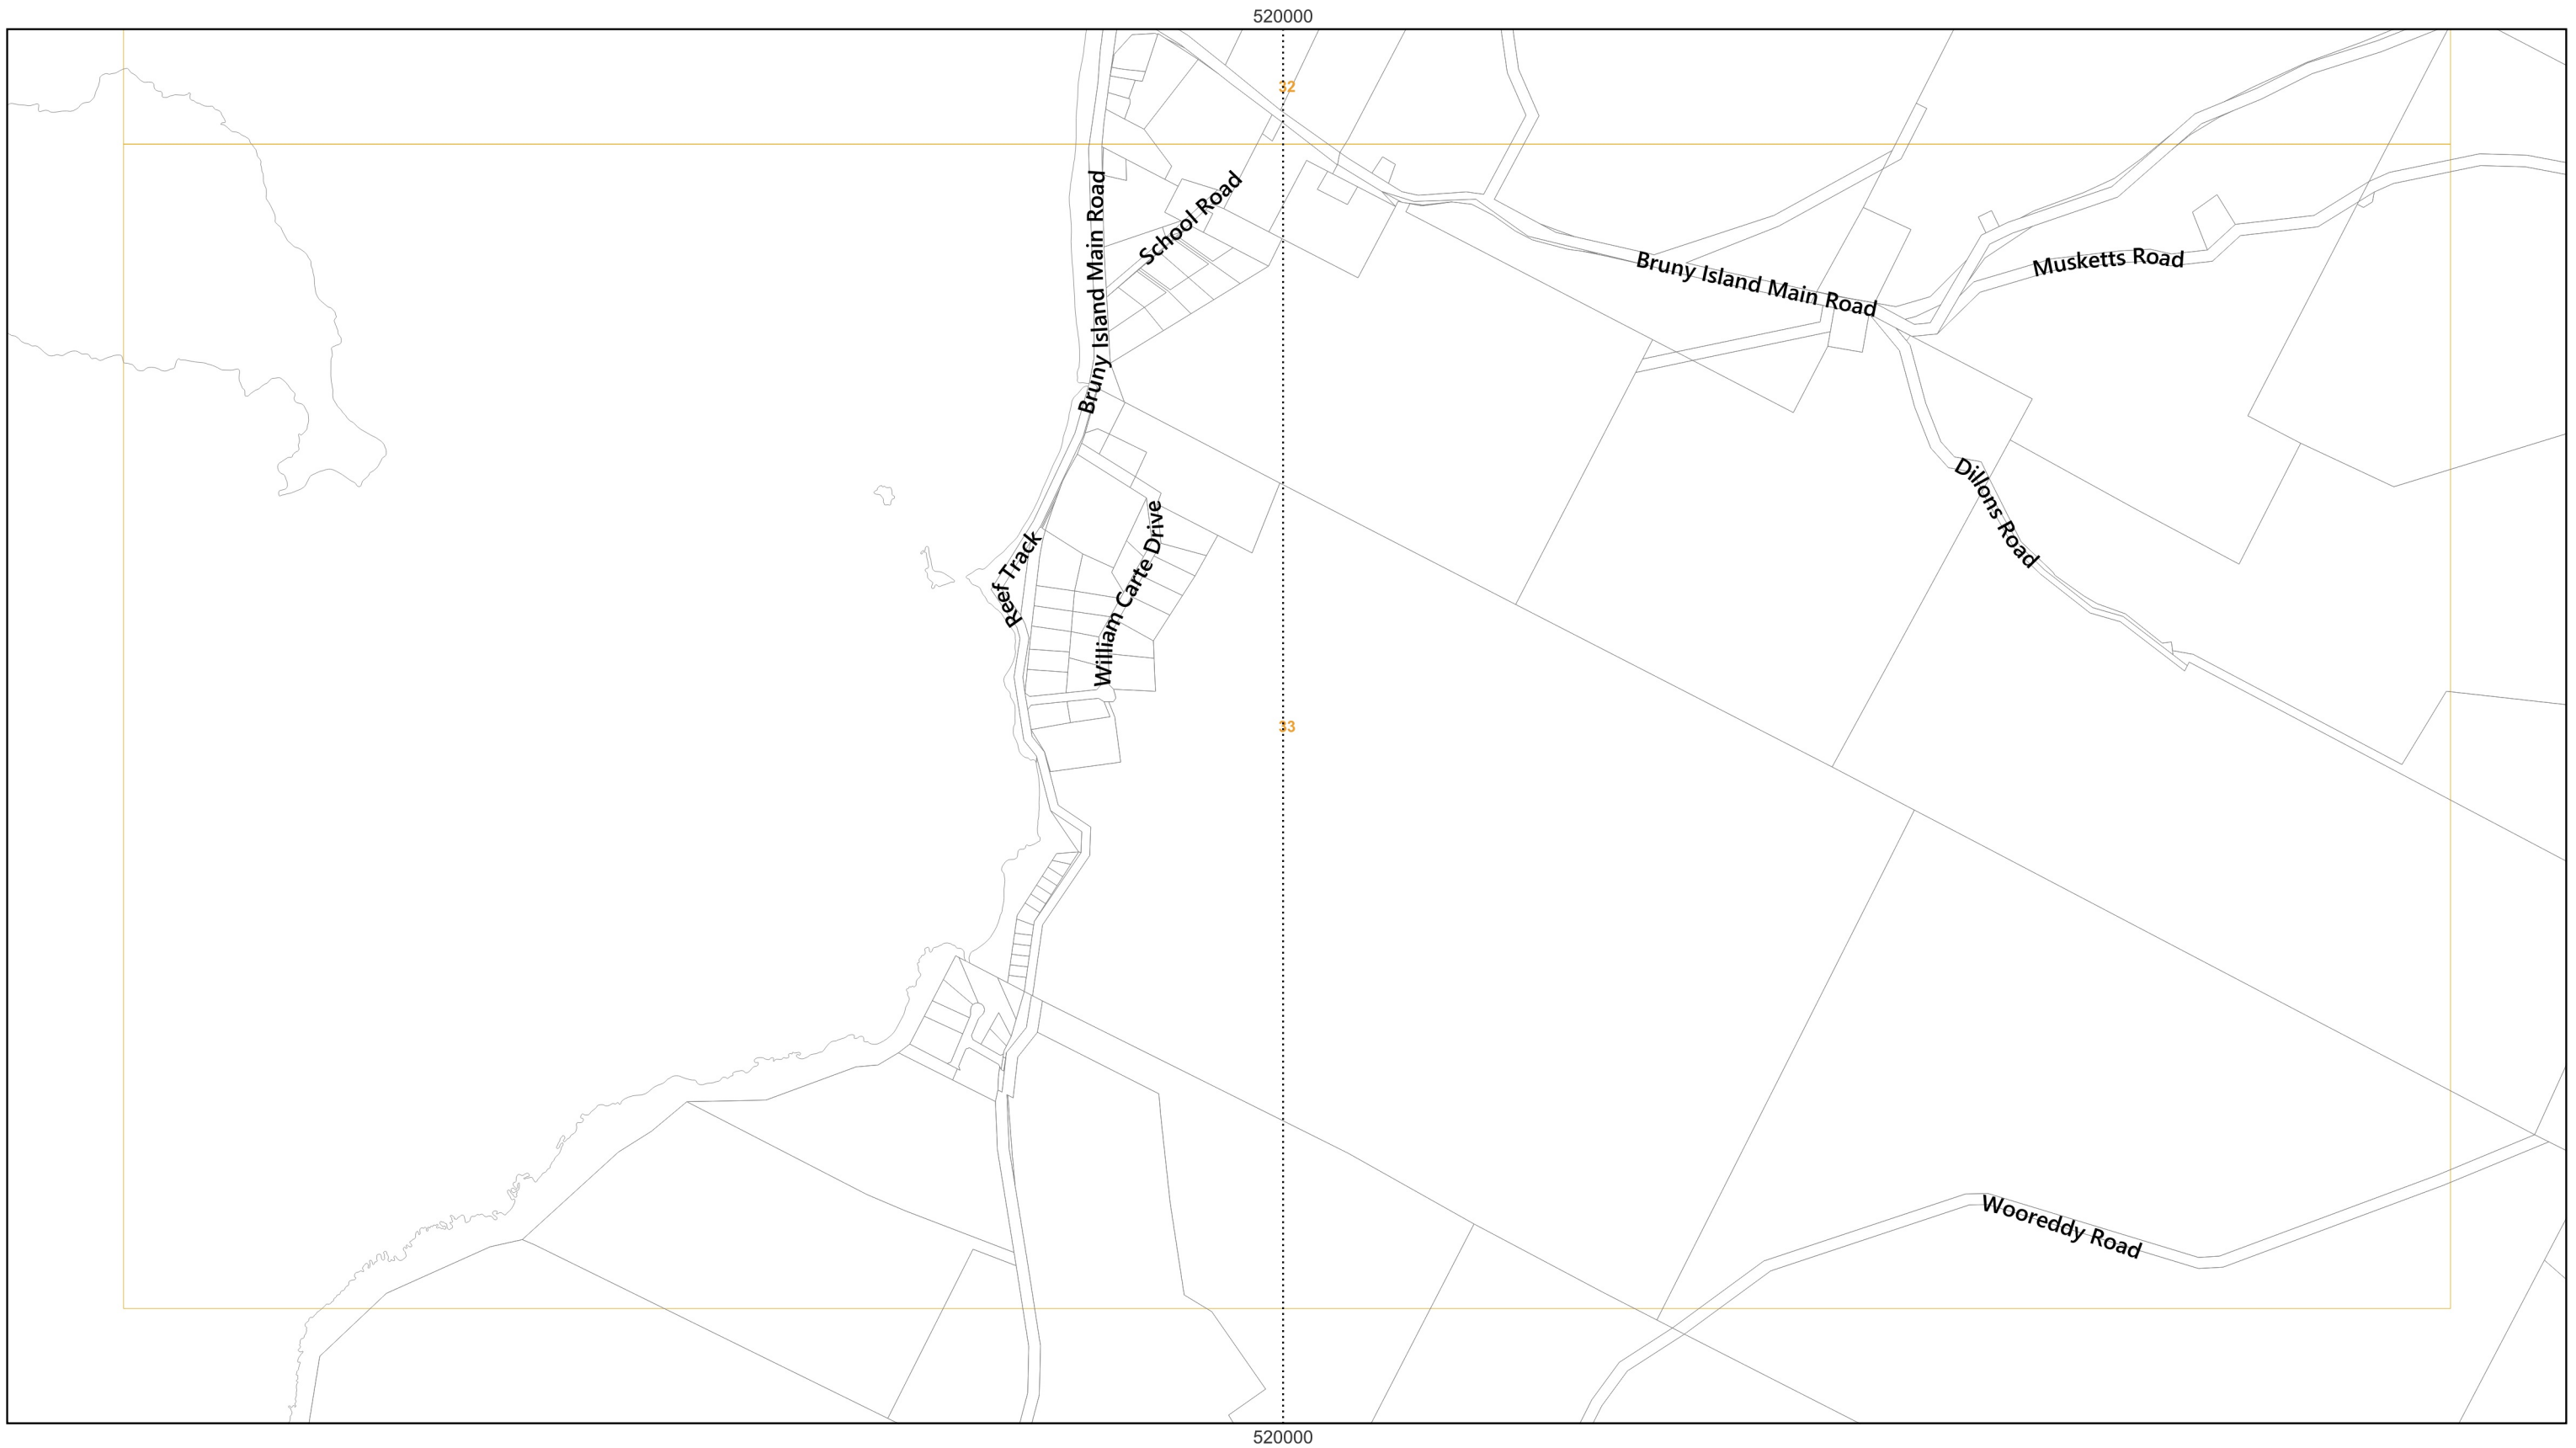 520000
32
Bruny Island Main Road
School Road
Bruny Island Main Road
Musketts Road
Dillons Road
Reef Track
William Carte Drive
33
Wooreddy Road
520000